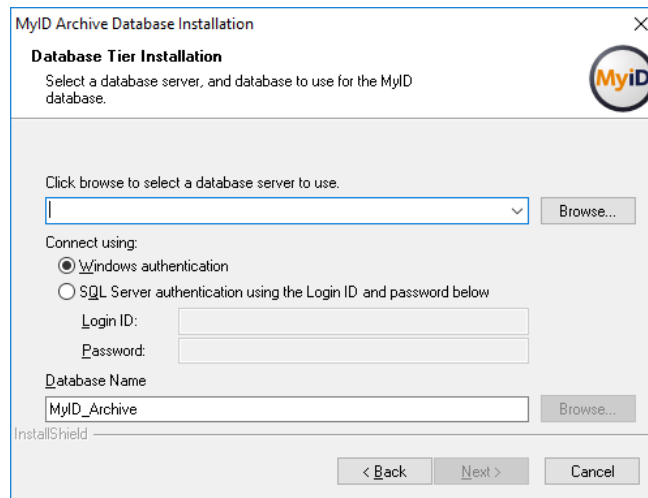 MyID Archive Database Installation
Database Tier Installation
Select a database server, and database to use for the MyID
database.
MyiD
Click browse to select a database server to use.
Browse...
Connect using:
Windows authentication
SQL Server authentication using the Login ID and password below
Login ID:
Password:
Database Name
MyID_Archive
Browse...
InstallShield
< Back
Next >
Cancel